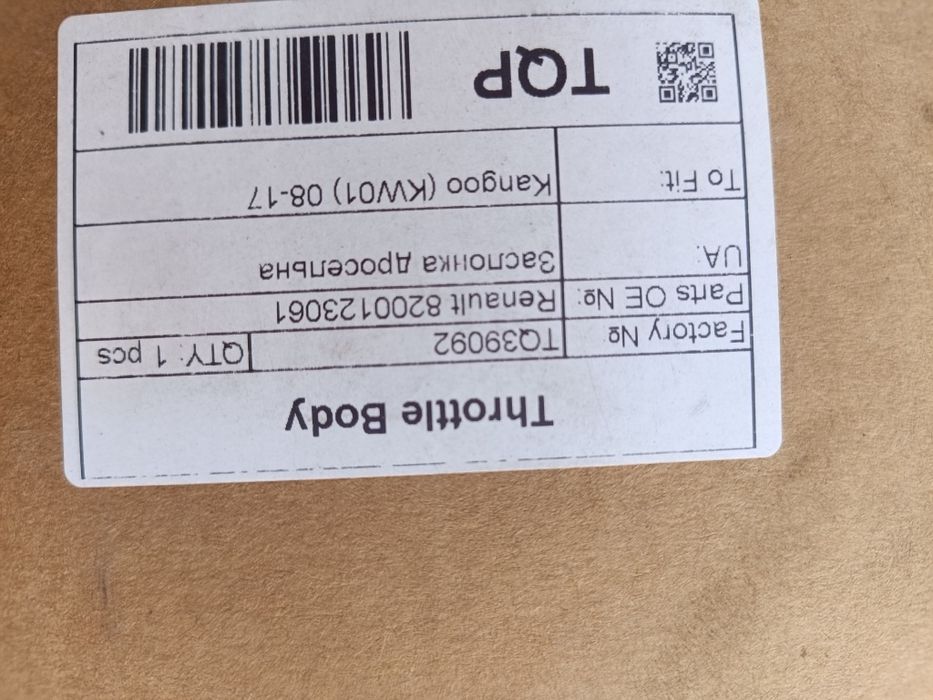 Throttle Body
Factory № TQ39092 QTY: 1 pcs
Parts OE №: Renault 8200123061
UA: Заслонка дросельна
To Fit: Kangoo (KW01) 08-17
TQP